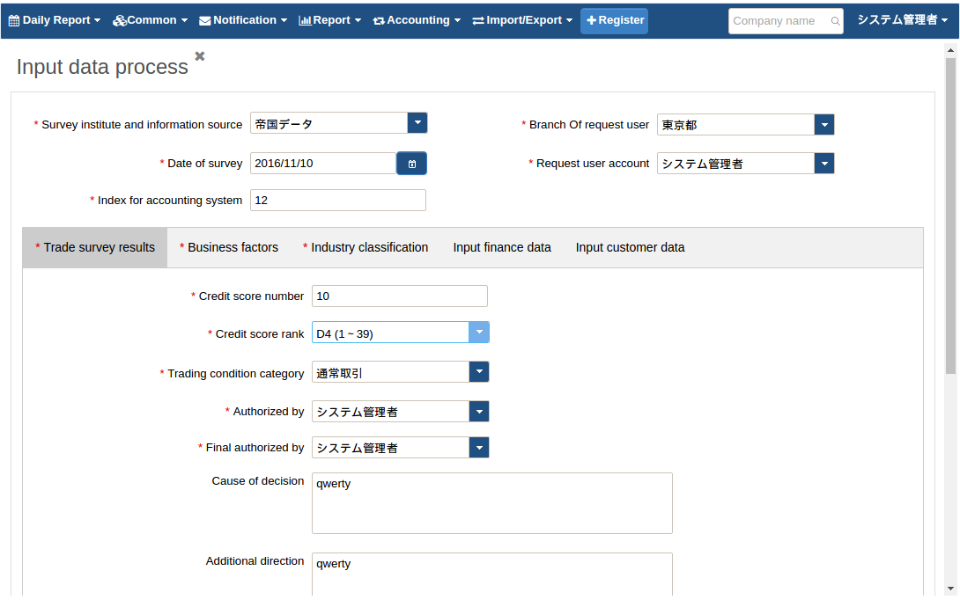 Daily Report Common Notification Report Accounting Import/Export Register Company name システム管理者
Input data process
* Survey institute and information source 帝国データ * Branch Of request user 東京都
* Date of survey 2016/11/10 * Request user account システム管理者
* Index for accounting system 12
* Trade survey results * Business factors * Industry classification Input finance data Input customer data
* Credit score number 10
* Credit score rank D4 (1 ~ 39)
* Trading condition category 通常取引
* Authorized by システム管理者
* Final authorized by システム管理者
Cause of decision qwerty
Additional direction qwerty